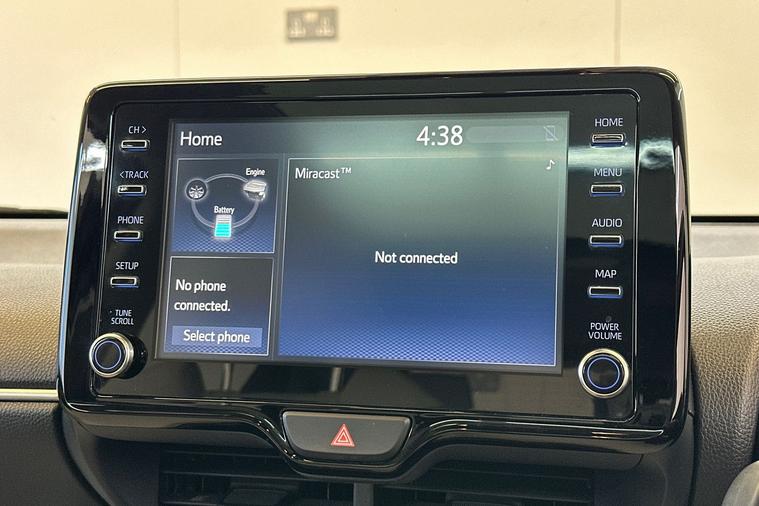 CH >
<TRACK
PHONE
SETUP
TUNE
SCROLL
Home
4:38
Engine
Battery
Miracast™
Not connected
No phone
connected.
Select phone
HOME
MENU
AUDIO
MAP
POWER
VOLUME